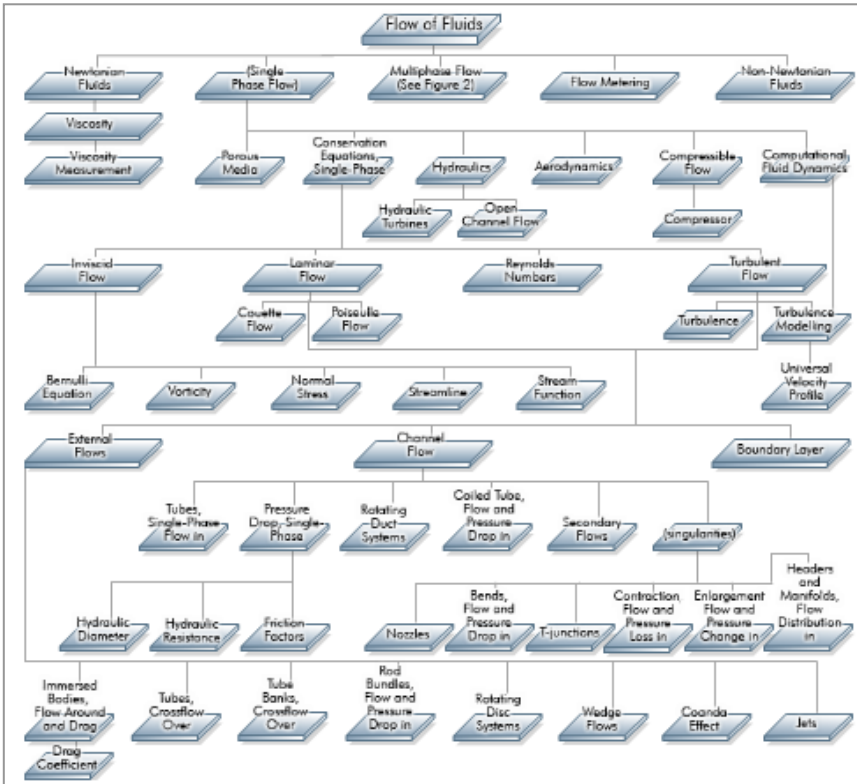 Flow of Fluids
Newtonian
Fluids
(Single
Phase Flow)
Multiphase Flow
(See Figure 2)
Flow Metering
Non-Newtonian
Fluids
Viscosity
Viscosity
Measurement
Porous
Media
Conservation
Equations,
Single-Phase
Hydraulics
Aerodynamics
Compressible
Flow
Computational
Fluid Dynamics
Hydraulic
Turbines
Open
Channel Flow
Compressor
Inviscid
Flow
Laminar
Flow
Reynolds
Numbers
Turbulent
Flow
Couette
Flow
Poiseulle
Flow
Turbulence
Turbulence
Modelling
Bernulli
Equation
Vorticity
Normal
Stress
Streamline
Stream
Function
Universal
Velocity
Profile
External
Flows
Channel
Flow
Boundary Layer
Tubes,
Single-Phase
Flow in
Pressure
Drop, Single-
Phase
Rotating
Duct
Systems
Coiled Tube,
Flow and
Pressure
Drop in
Secondary
Flows
(singulanties)
Hydraulic
Diameter
Hydraulic
Resistance
Friction
Factors
Nozzles
Bends,
Flow and
Pressure
Drop in
T-junctions
Contraction,
Flow and
Pressure
Loss in
Enlargement
Flow and
Pressure
Change in
Headers
and
Manifolds,
Flow
Distribution
in
Immersed
Bodies,
Flow Around
and Drag
Tubes,
Crossflow
Over
Tube
Banks,
Crossflow
Over
Rod
Bundles,
Flow and
Pressure
Drop in
Rotating
Disc
Systems
Wedge
Flows
Coanda
Effect
Jets
Drag
Coefficient